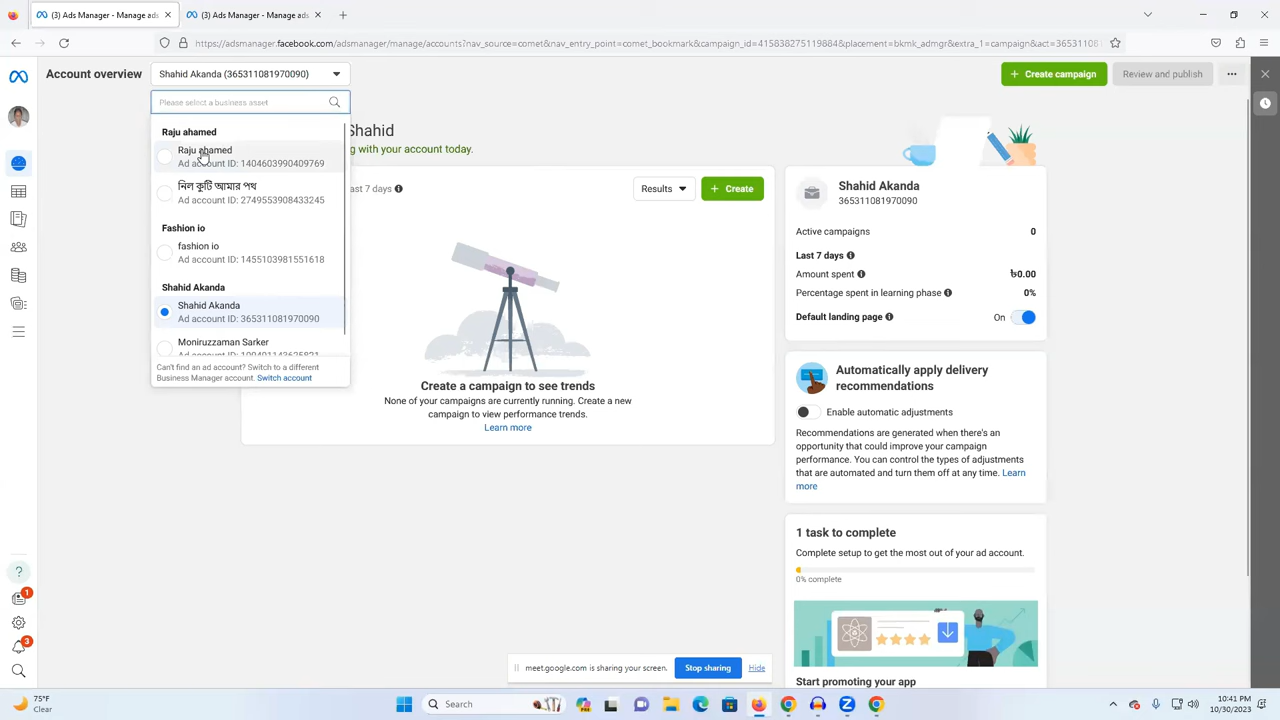 (3) Ads Manager - Manage ads
(3) Ads Manager - Manage ads
https://adsmanager.facebook.com/adsmanager/manage/accounts?nav_source=comet&nav_entry_point=comet_bookmark&campaign_id=415838275119884&placement=bkmk_admgr&extra_1=campaign&act=36531108
Account overview
Shahid Akanda (365311081970090)
+ Create campaign
Review and publish
Please select a business asset
Raju ahamed
Raju ahamed
Ad account ID: 1404603990409769
নিল কুটি আমার পথ
Ad account ID: 2749553908433245
Fashion io
fashion io
Ad account ID: 1455103981551618
Shahid Akanda
Shahid Akanda
Ad account ID: 365311081970090
Moniruzzaman Sarker
Can't find an ad account? Switch to a different
Business Manager account. Switch account
Shahid
with your account today.
last 7 days
Results
+ Create
Create a campaign to see trends
None of your campaigns are currently running. Create a new
campaign to view performance trends.
Learn more
Shahid Akanda
365311081970090
Active campaigns 0
Last 7 days
Amount spent ৳0.00
Percentage spent in learning phase 0%
Default landing page On
Automatically apply delivery
recommendations
Enable automatic adjustments
Recommendations are generated when there's an
opportunity that could improve your campaign
performance. You can control the types of adjustments
that are automated and turn them off at any time. Learn
more
1 task to complete
Complete setup to get the most out of your ad account.
0% complete
Start promoting your app
1
3
meet.google.com is sharing your screen.
Stop sharing
Hide
75°F
Clear
Search
10:41 PM
10/30/2023